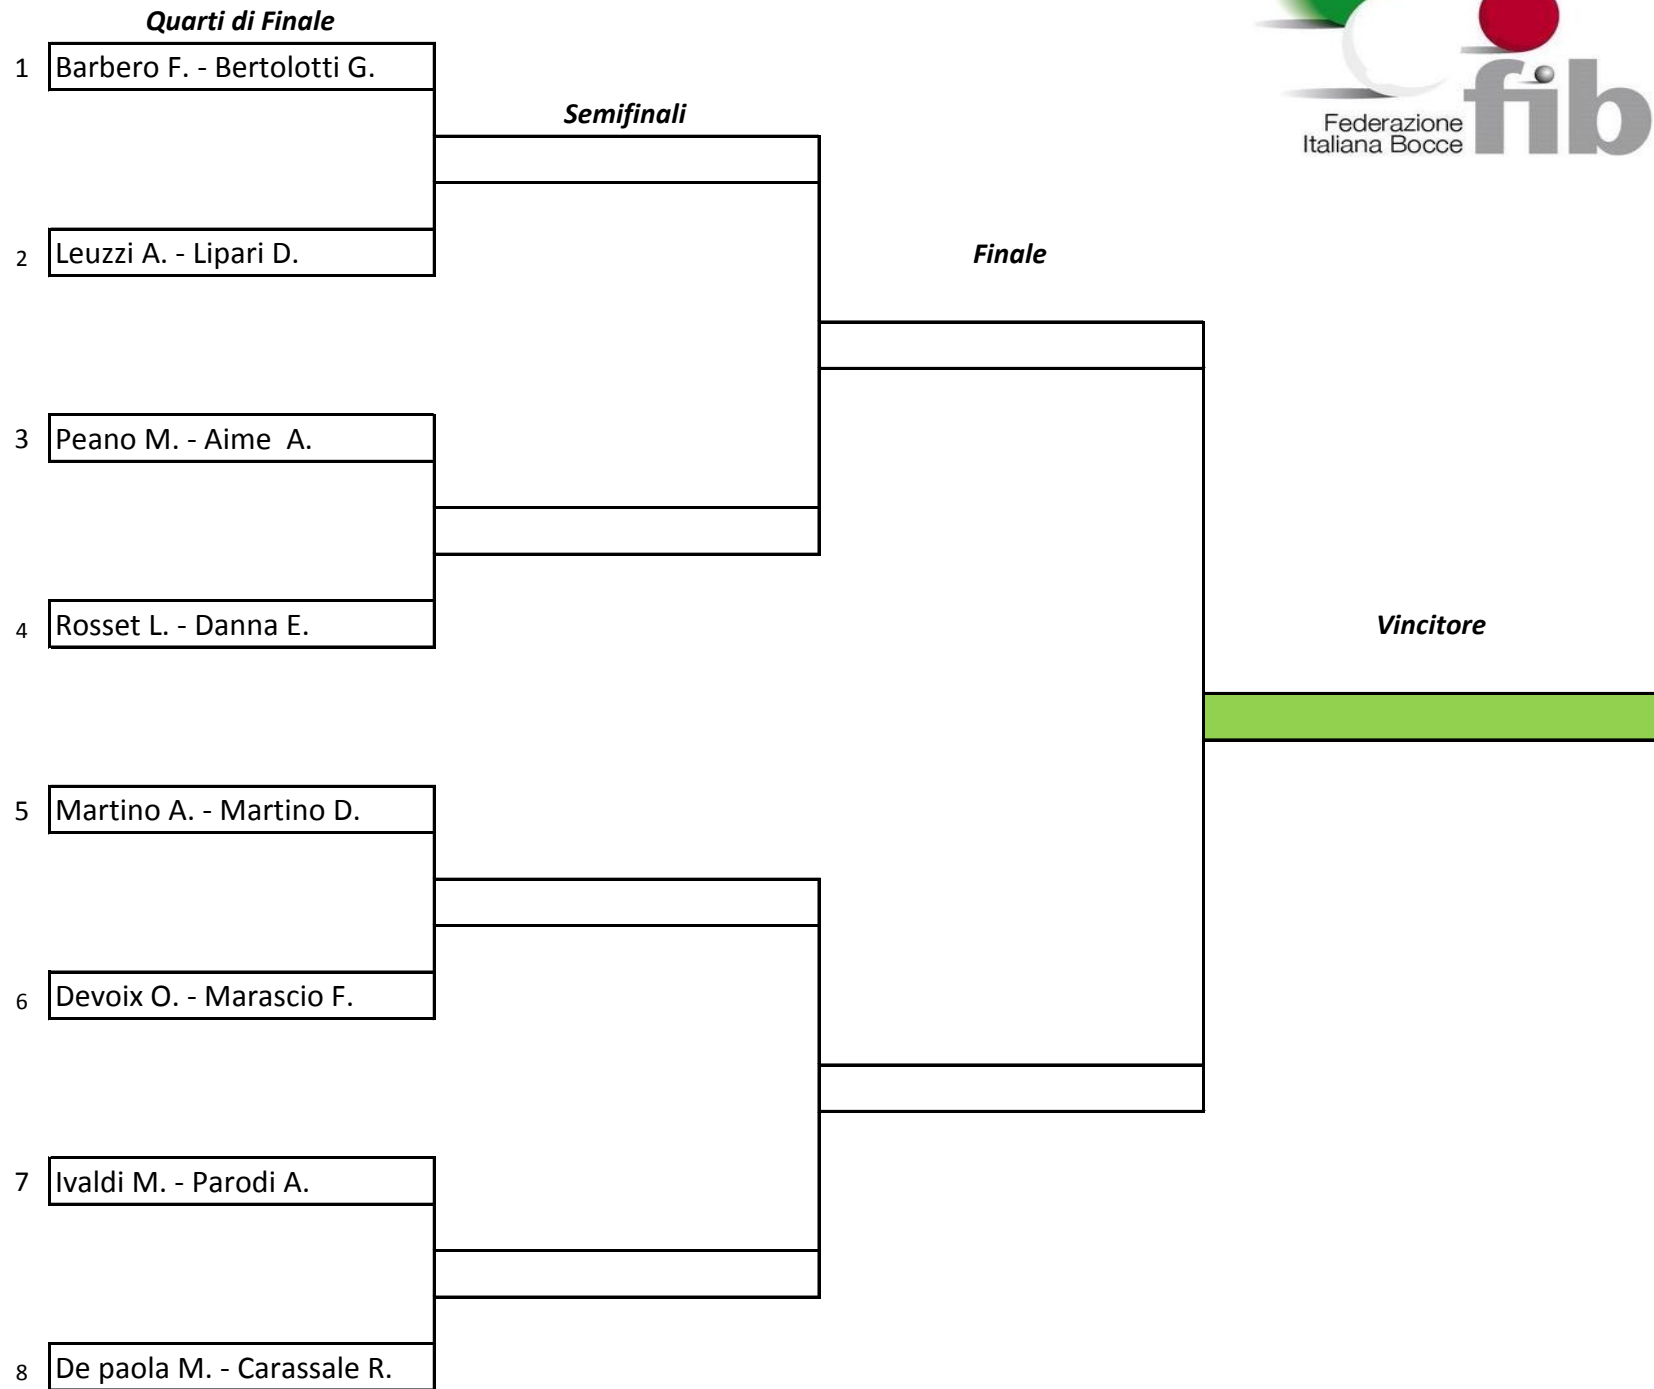 Quarti di Finale
1 Barbero F. - Bertolotti G.
Semifinali
fib
Federazione
Italiana Bocce
2 Leuzzi A. - Lipari D.
Finale
3 Peano M. - Aime  A.
4 Rosset L. - Danna E.
Vincitore
5 Martino A. - Martino D.
6 Devoix O. - Marascio F.
7 Ivaldi M. - Parodi A.
8 De paola M. - Carassale R.